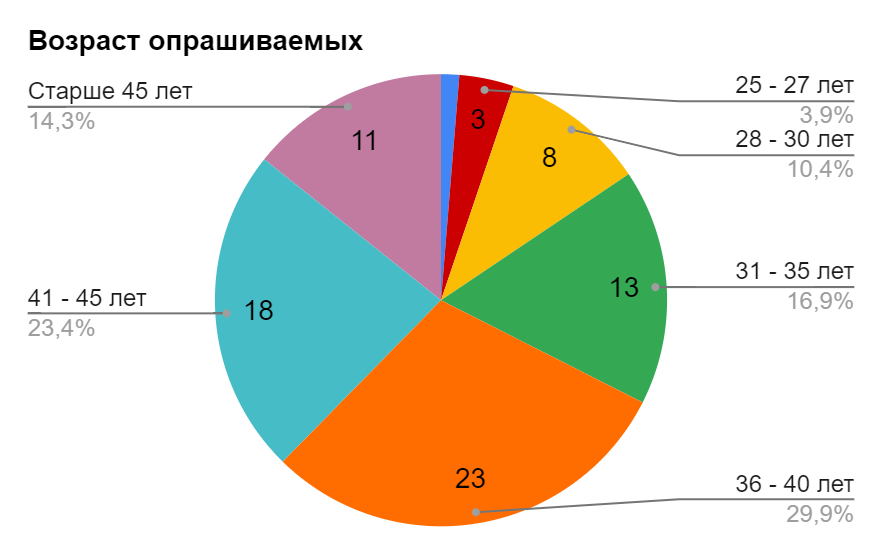 Возраст опрашиваемых
Старше 45 лет
14,3%
25 - 27 лет
3,9%
28 - 30 лет
10,4%
31 - 35 лет
16,9%
36 - 40 лет
29,9%
41 - 45 лет
23,4%
3
8
13
23
18
11